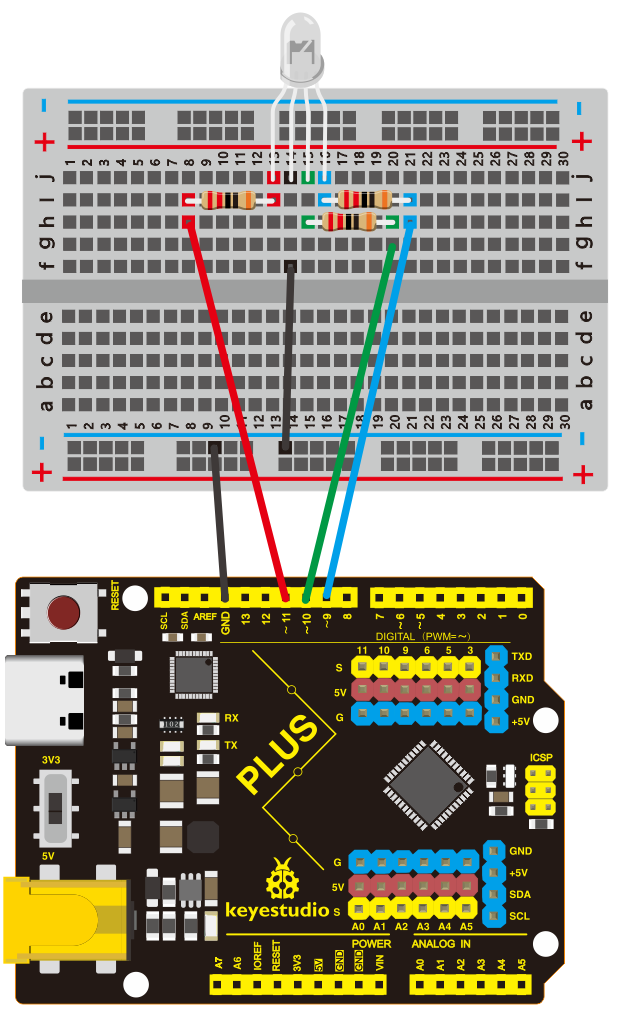 - -
+ +
1 2 3 4 5 6 7 8 9 10 11 12 13 14 15 16 17 18 19 20 21 22 23 24 25 26 27 28 29 30
j j
I I
h h
g g
f f
e e
d d
c c
b b
a a
1 2 3 4 5 6 7 8 9 10 11 12 13 14 15 16 17 18 19 20 21 22 23 24 25 26 27 28 29 30
- -
+ +
RESET
SCL SDA AREF GND 13 12 ~11 ~10 ~9 8 7 ~6 ~5 4 3 2 1 0
DIGITAL (PWM=~)
11 10 9 6 5 3
S
5V
G
TXD
RXD
GND
+5V
RX
TX
102
PLUS
3V3
5V
ICSP
G
5V
S
GND
+5V
SDA
SCL
keyestudio
A0 A1 A2 A3 A4 A5
POWER ANALOG IN
A7 A6 IOREF RESET 3V3 5V GND GND VIN A0 A1 A2 A3 A4 A5